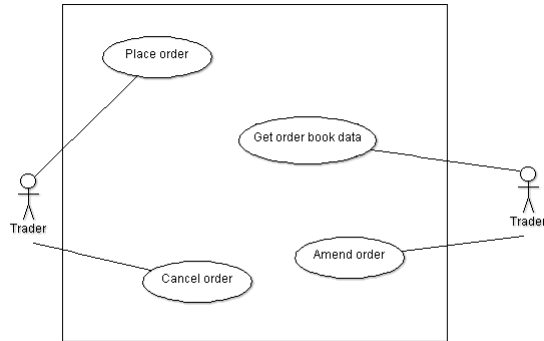 Place order
Get order book data
Trader
Trader
Amend order
Cancel order